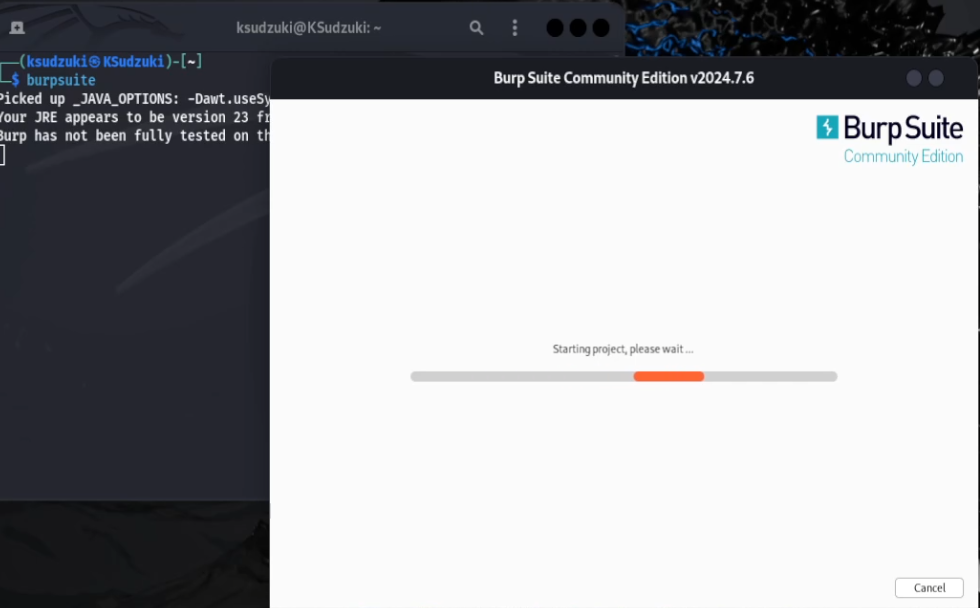 ksudzuki@KSudzuki: ~
(ksudzuki㉿KSudzuki)-[~]
$ burpsuite
Picked up _JAVA_OPTIONS: -Dawt.useSy
Your JRE appears to be version 23 fr
Burp has not been fully tested on th
Burp Suite Community Edition v2024.7.6
Burp Suite
Community Edition
Starting project, please wait ...
Cancel